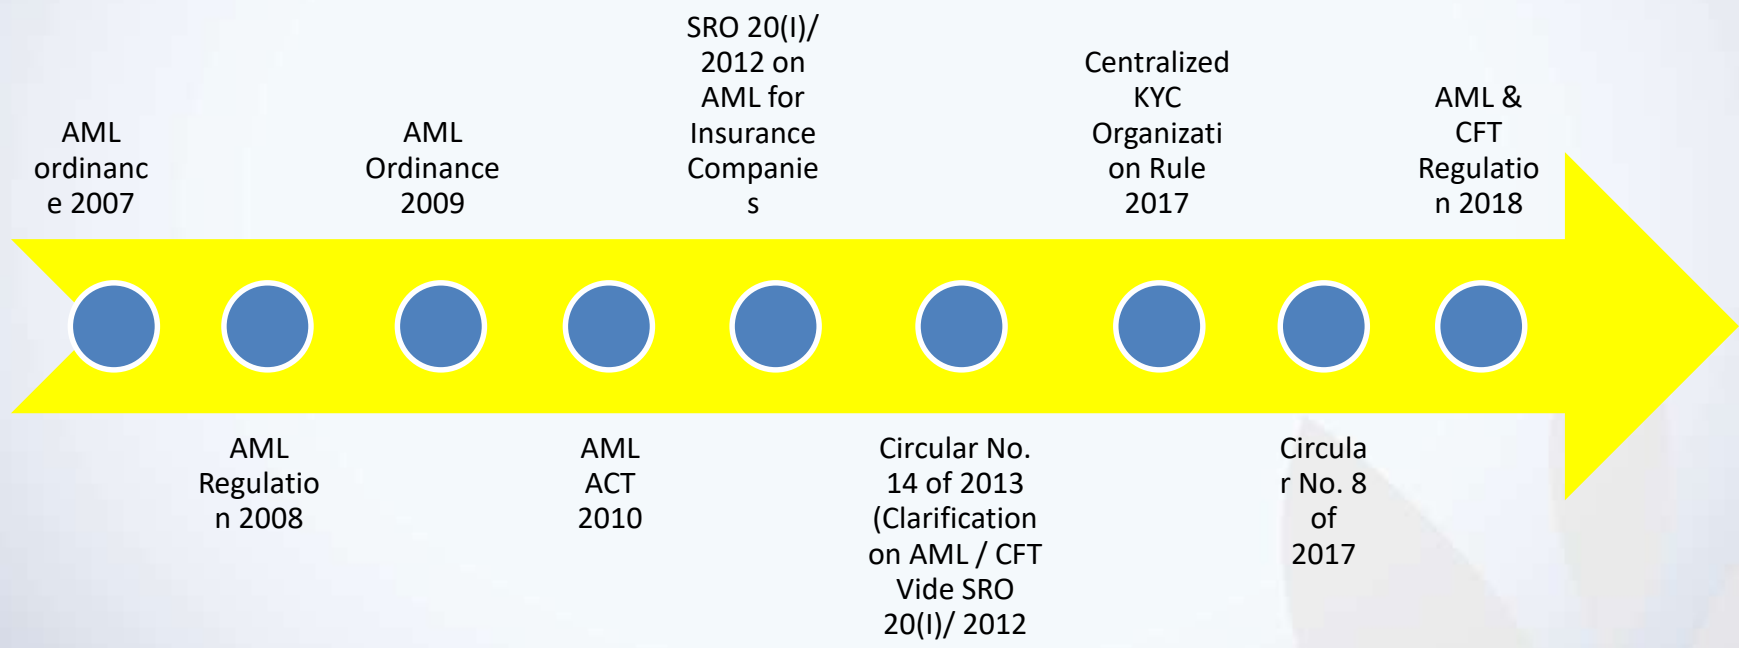 AML
ordinanc
e 2007
AML
Regulatio
n 2008
AML
Ordinance
2009
AML
ACT
2010
SRO 20(I)/
2012 on
AML for
Insurance
Companie
s
Circular No.
14 of 2013
(Clarification
on AML / CFT
Vide SRO
20(I)/ 2012
Centralized
KYC
Organizati
on Rule
2017
Circula
r No. 8
of
2017
AML &
CFT
Regulatio
n 2018